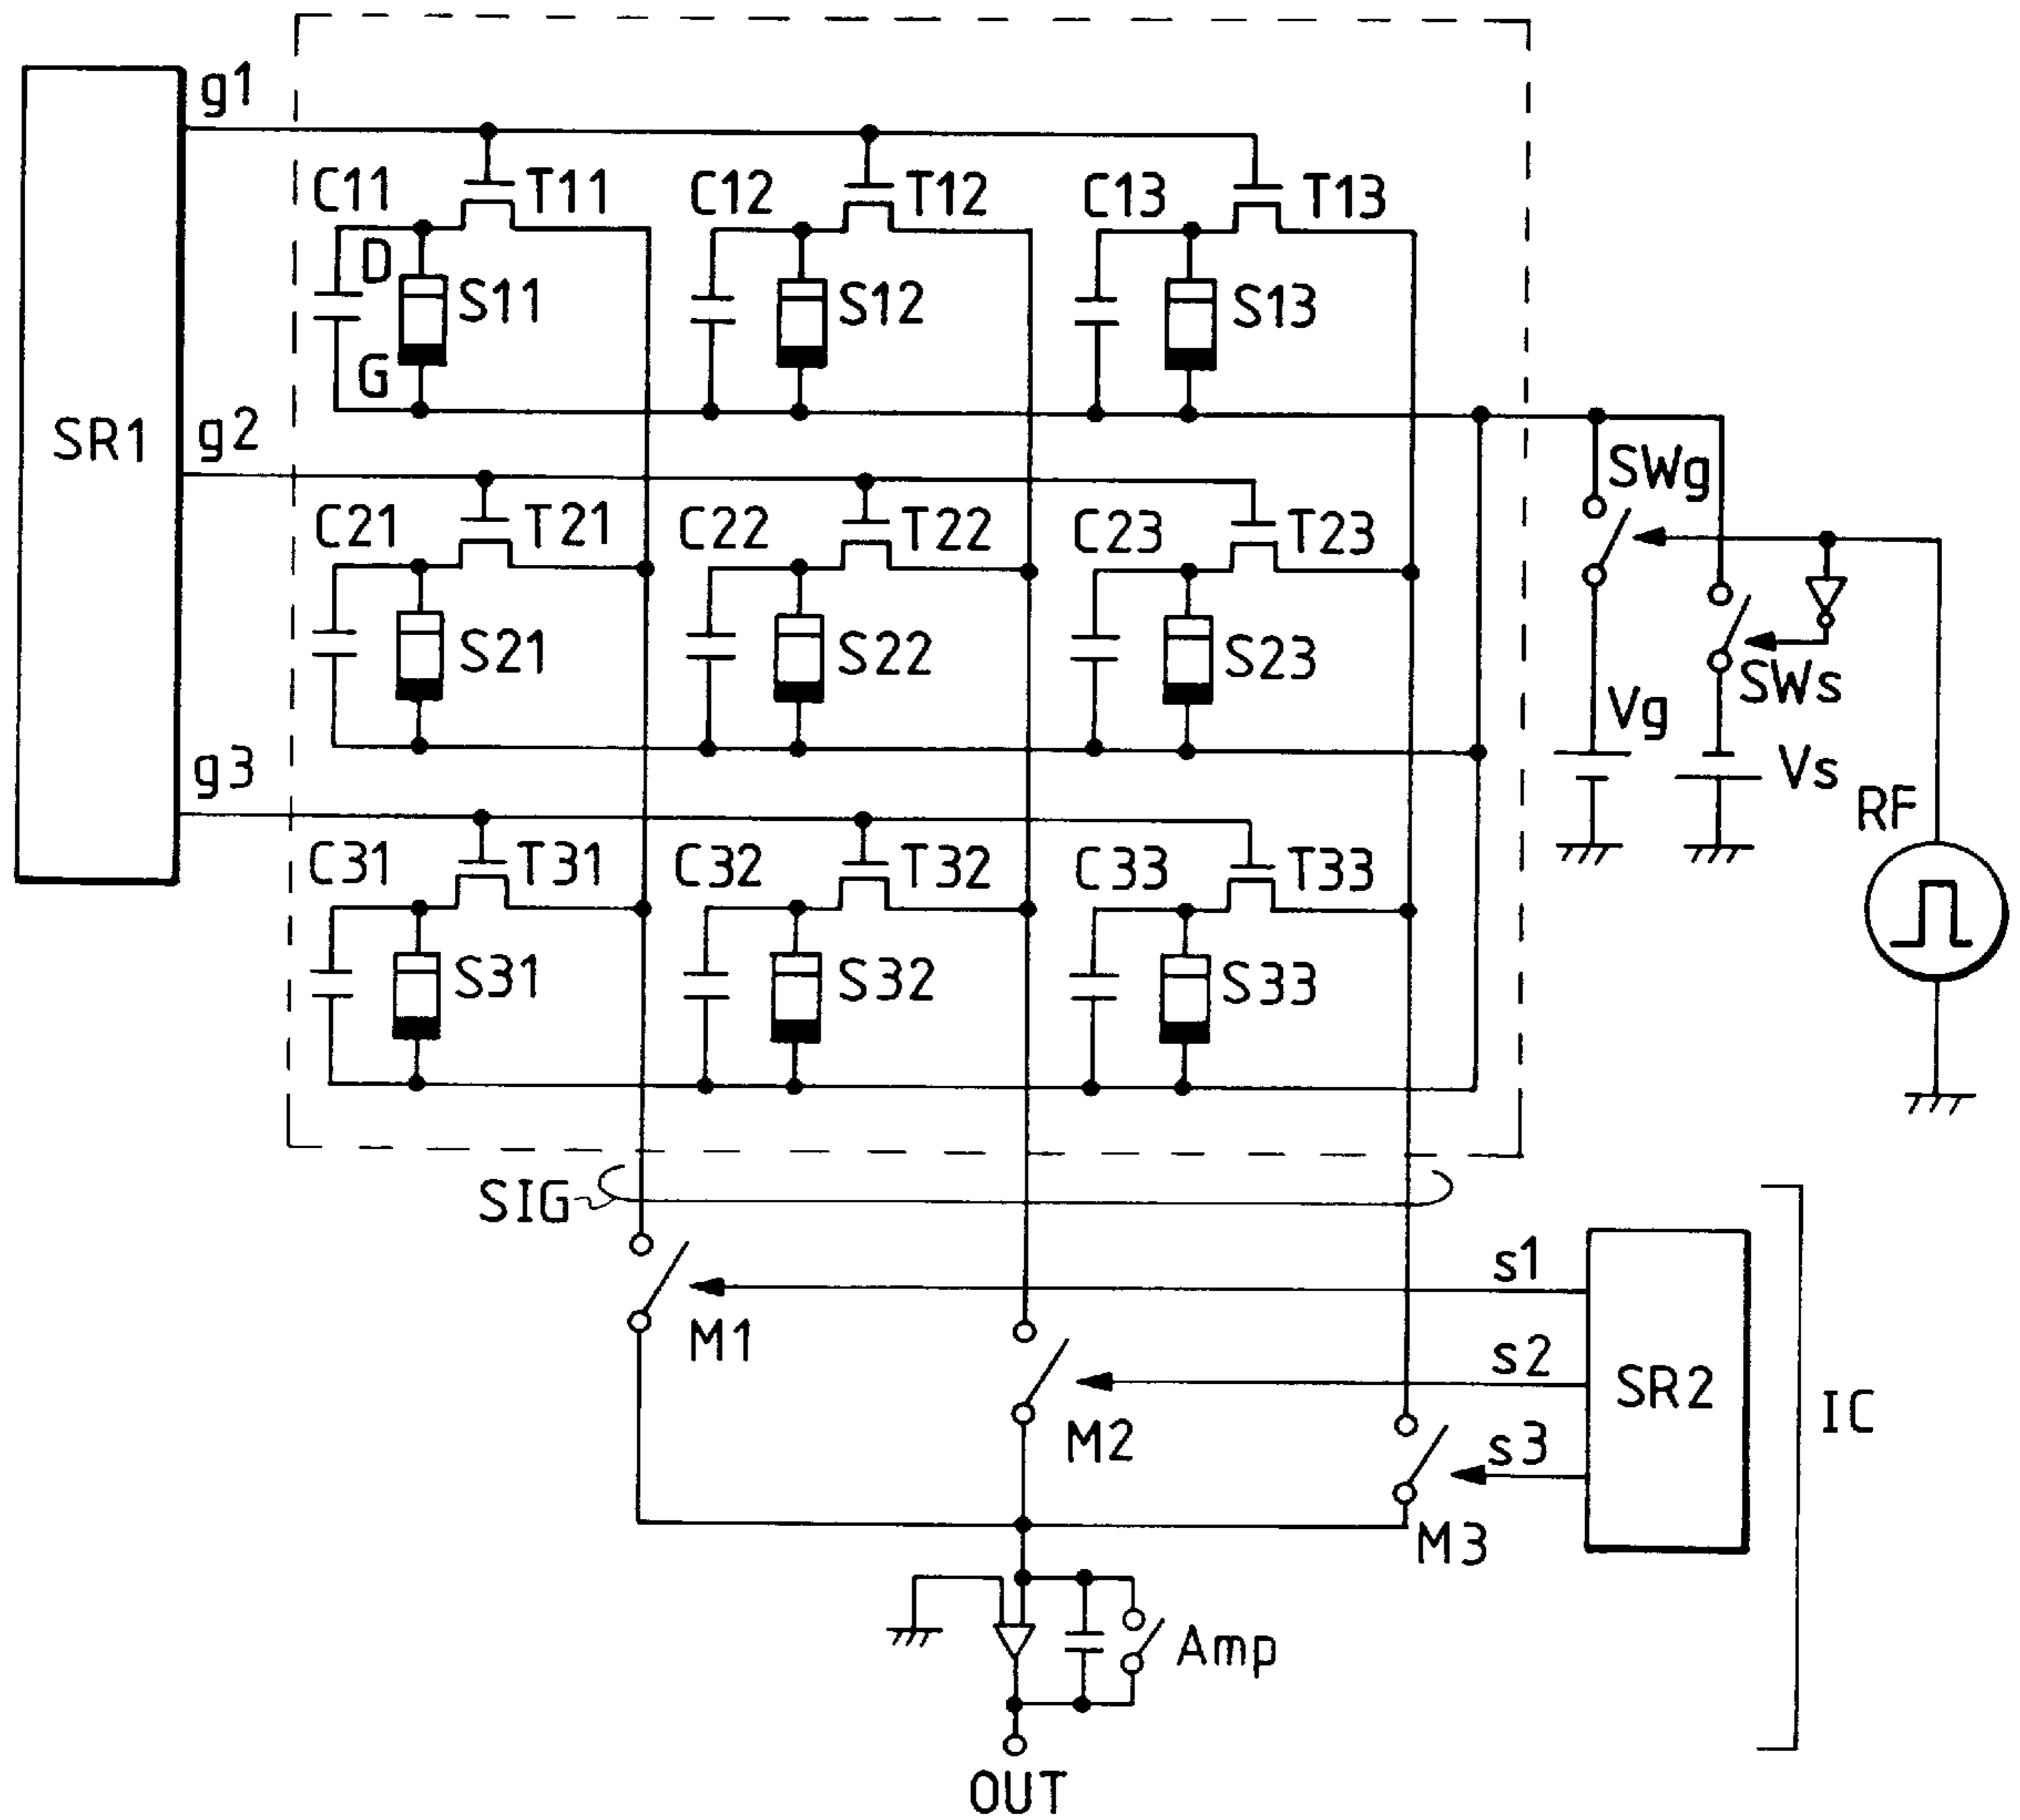 g1
C11 T11 C12 T12 C13 T13
D
S11 S12 S13
G
SR1 g2 SWg
C21 T21 C22 T22 C23 T23
S21 S22 S23
SWs
Vg
g3 Vs
RF
C31 T31 C32 T32 C33 T33
S31 S32 S33
SIG
s1
M1
s2
SR2
IC
M2
s3
M3
Amp
OUT